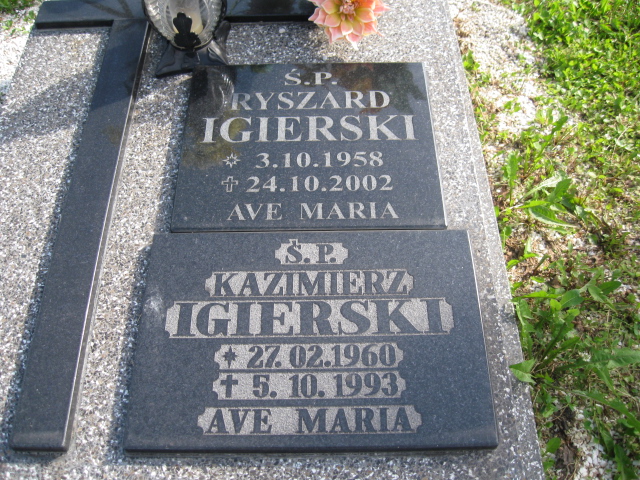 Ś.P.
RYSZARD
IGIERSKI
* 3.10.1958
✝ 24.10.2002
AVE MARIA
Ś.P.
KAZIMIERZ
IGIERSKI
* 27.02.1960
✝ 5.10.1993
AVE MARIA